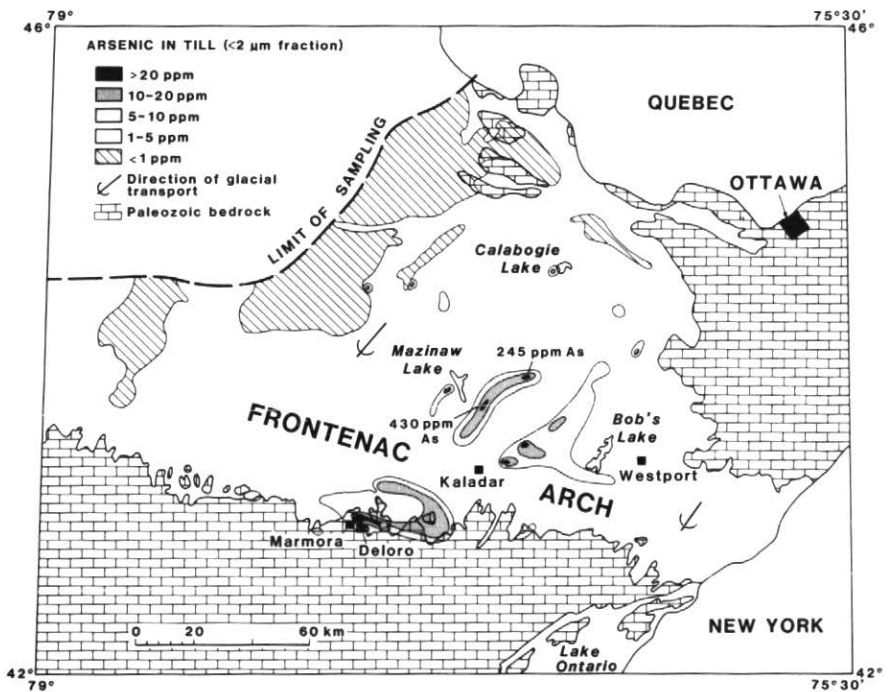 79°
75°30'
46°
46°
ARSENIC IN TILL (<2 μm fraction)
>20 ppm
10-20 ppm
5-10 ppm
1-5 ppm
<1 ppm
Direction of glacial
transport
Paleozoic bedrock
LIMIT OF SAMPLING
QUEBEC
OTTAWA
Calabogie
Lake
Mazinaw
Lake
245 ppm As
430 ppm
As
FRONTENAC
ARCH
Bob's
Lake
Westport
Kaladar
Marmora
Deloro
0 20 60 km
Lake
Ontario
NEW YORK
42°
42°
79°
75°30'